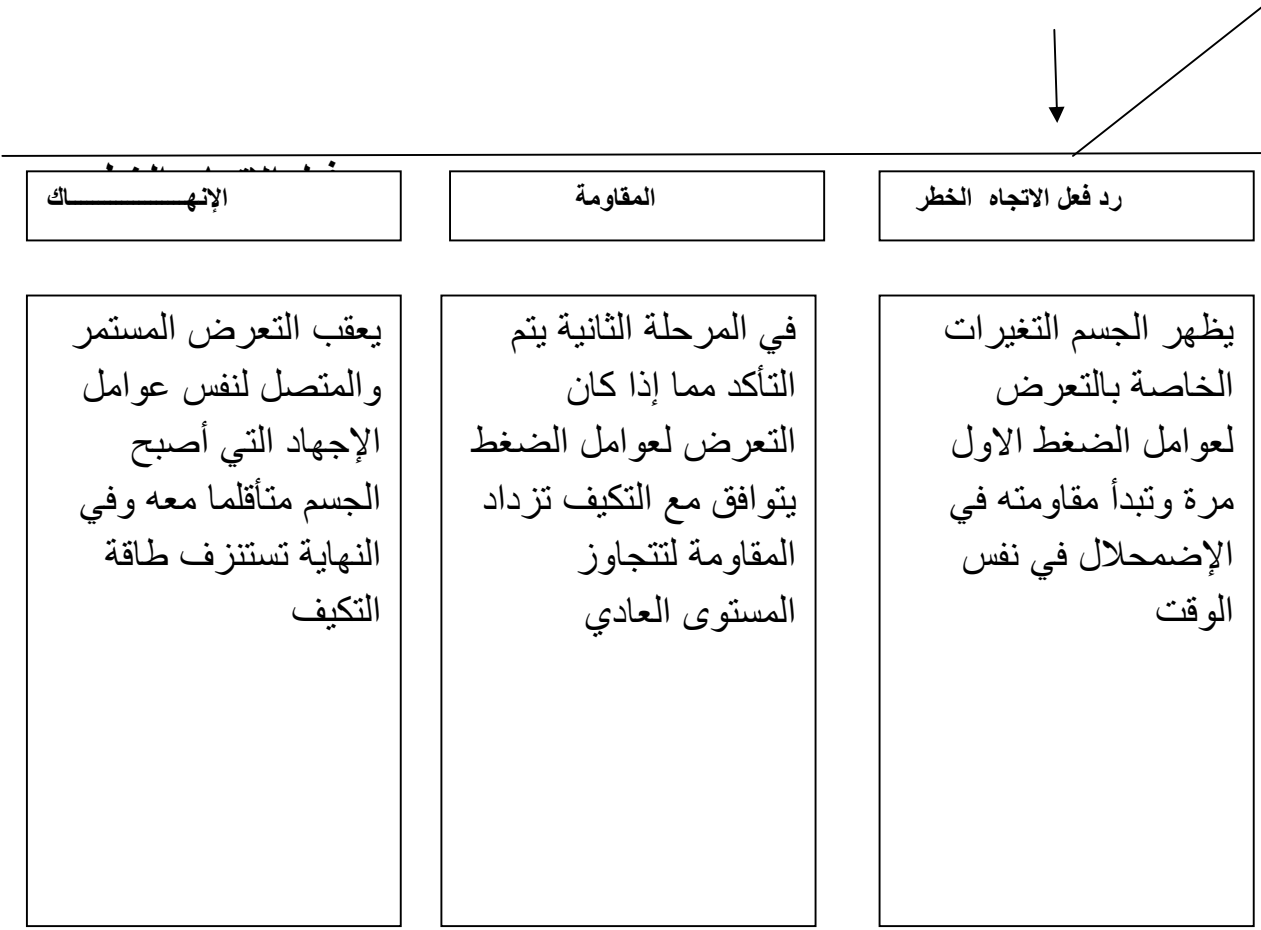 رد فعل الاتجاه الخطر
المقاومة
الإنهـــــــــــــاك
يظهر الجسم التغيرات
الخاصة بالتعرض
لعوامل الضغط الاول
مرة وتبدأ مقاومته في
الإضمحلال في نفس
الوقت
في المرحلة الثانية يتم
التأكد مما إذا كان
التعرض لعوامل الضغط
يتوافق مع التكيف تزداد
المقاومة لتتجاوز
المستوى العادي
يعقب التعرض المستمر
والمتصل لنفس عوامل
الإجهاد التي أصبح
الجسم متأقلما معه وفي
النهاية تستنزف طاقة
التكيف